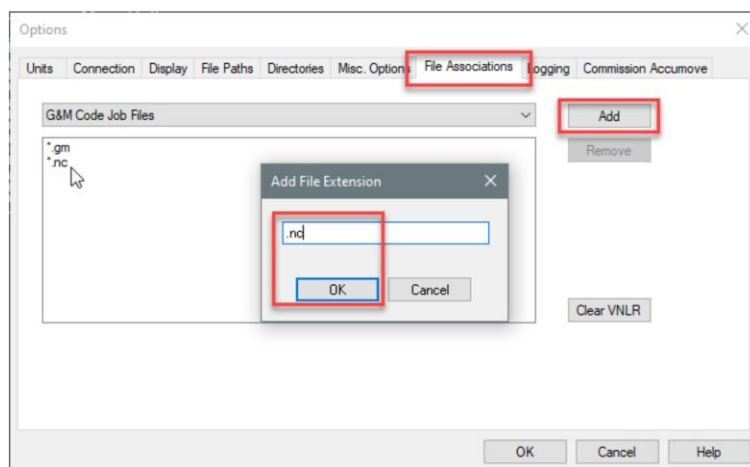 Options
Units Connection Display File Paths Directories Misc. Options File Associations Logging Commission Accumove
G&M Code Job Files
Add
*.gm
*.nc
Remove
Add File Extension
.nc
OK Cancel
Clear VNLR
OK Cancel Help